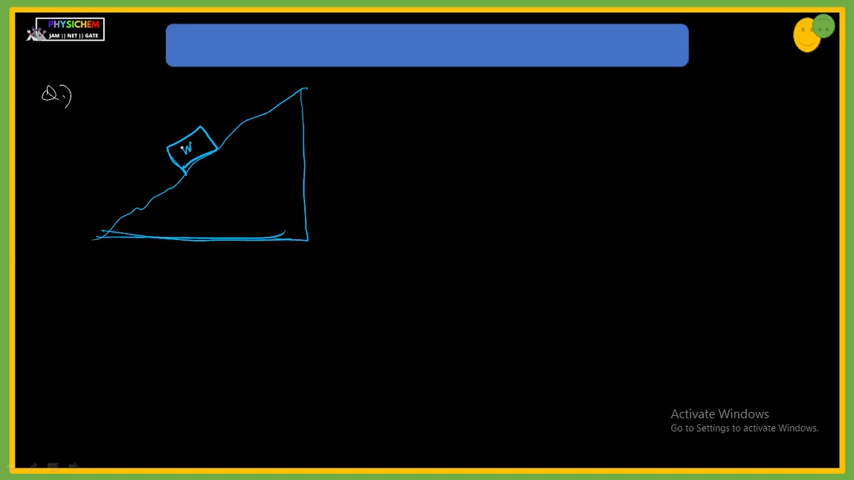 PHYSICHEM
JAM || NET || GATE
Q.)
W
Activate Windows
Go to Settings to activate Windows.